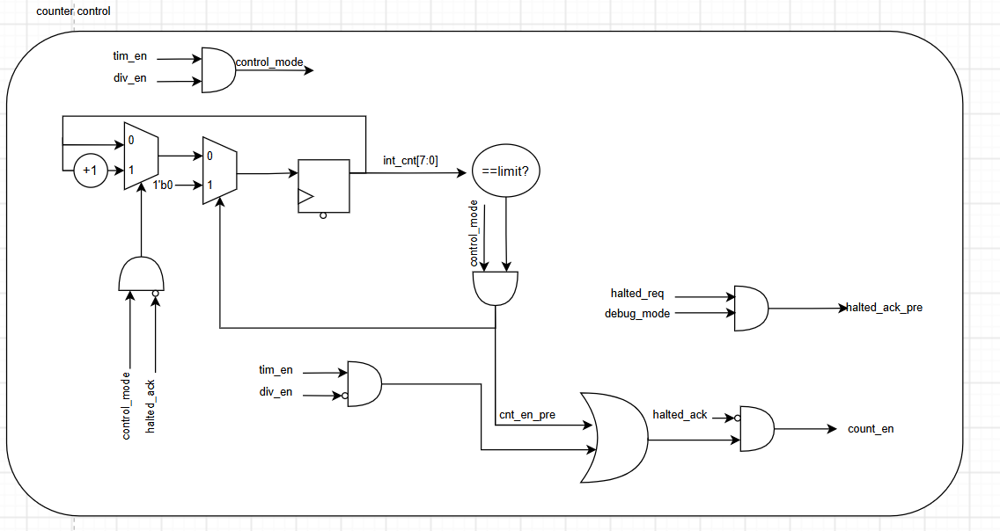 counter control
tim_en
div_en
control_mode
0
+1
1
1'b0
0
1
int_cnt[7:0]
==limit?
control_mode
halted_req
debug_mode
halted_ack_pre
control_mode
halted_ack
tim_en
div_en
cnt_en_pre
halted_ack
count_en